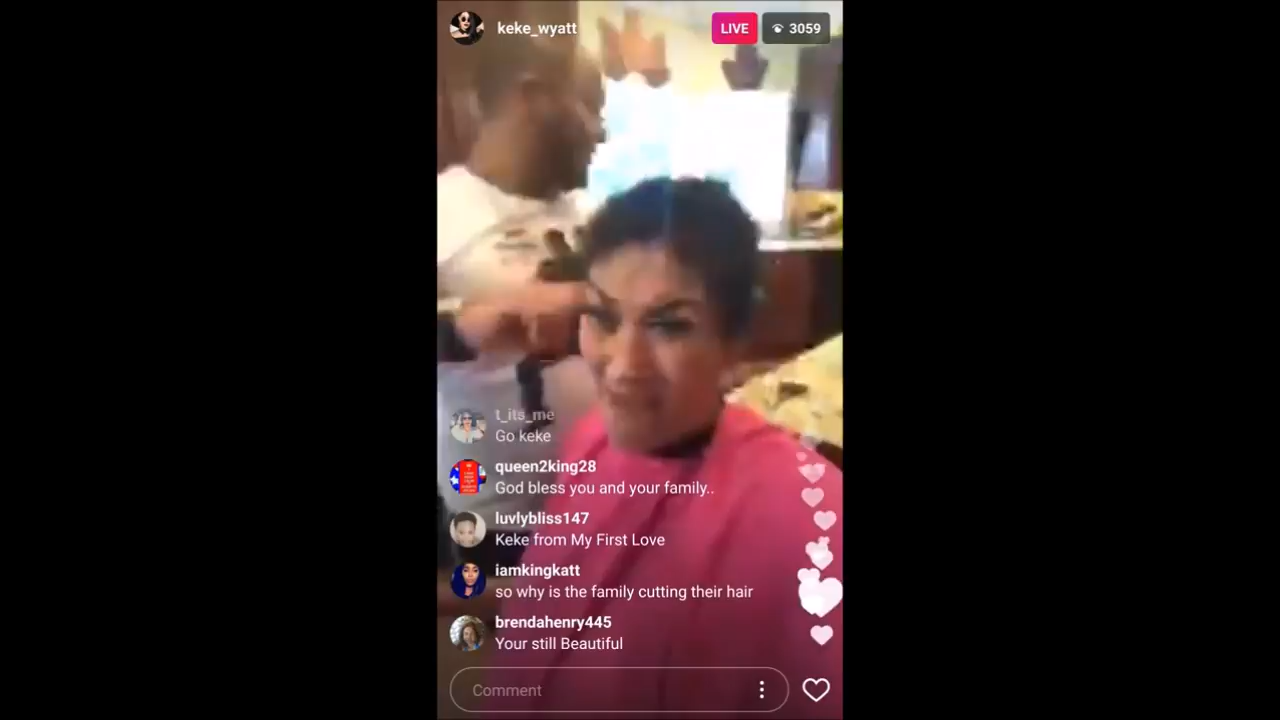 keke_wyatt
LIVE
3059
t_its_me
Go keke
queen2king28
God bless you and your family..
luvlybliss147
Keke from My First Love
iamkingkatt
so why is the family cutting their hair
brendahenry445
Your still Beautiful
Comment